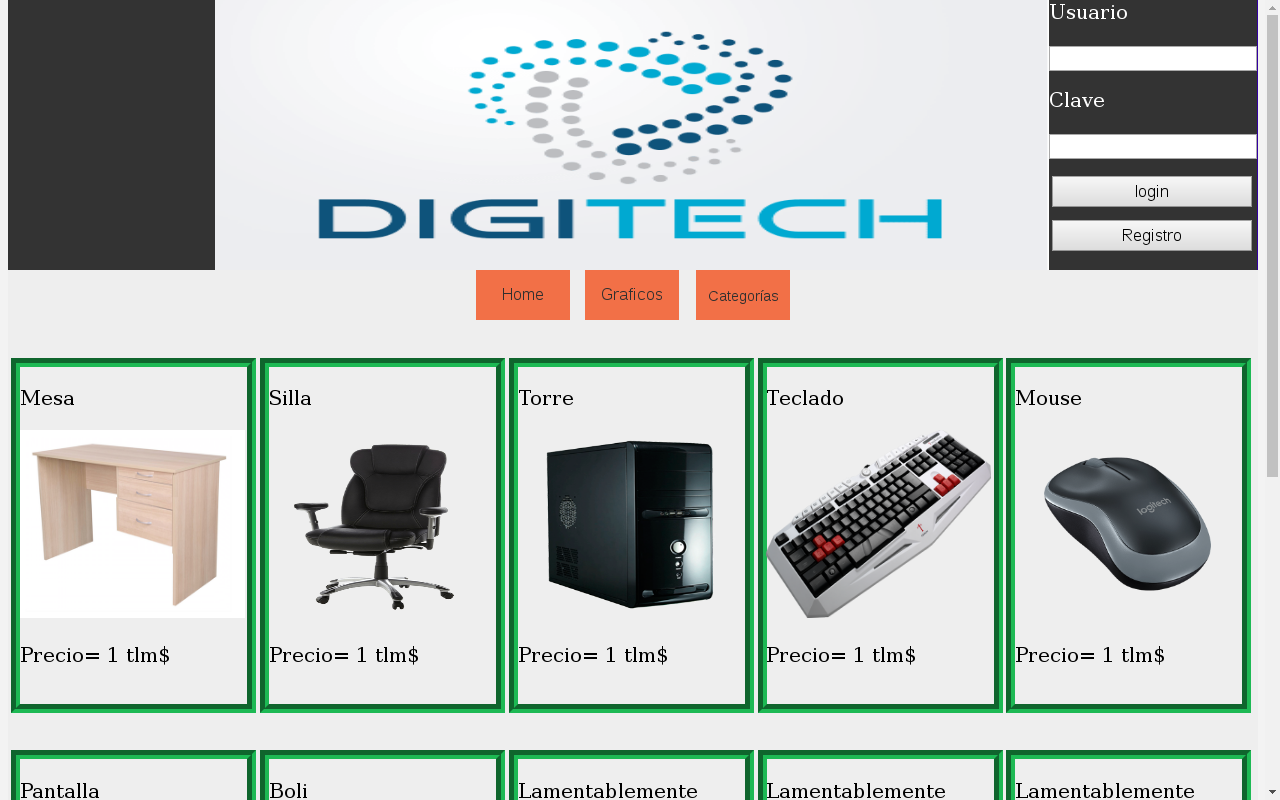 Usuario
Clave
login
Registro
DIGITECH
Home
Graficos
Categorías
Mesa
Silla
Torre
Teclado
Mouse
logitech
Precio= 1 tlm$
Precio= 1 tlm$
Precio= 1 tlm$
Precio= 1 tlm$
Precio= 1 tlm$
Pantalla
Boli
Lamentablemente
Lamentablemente
Lamentablemente